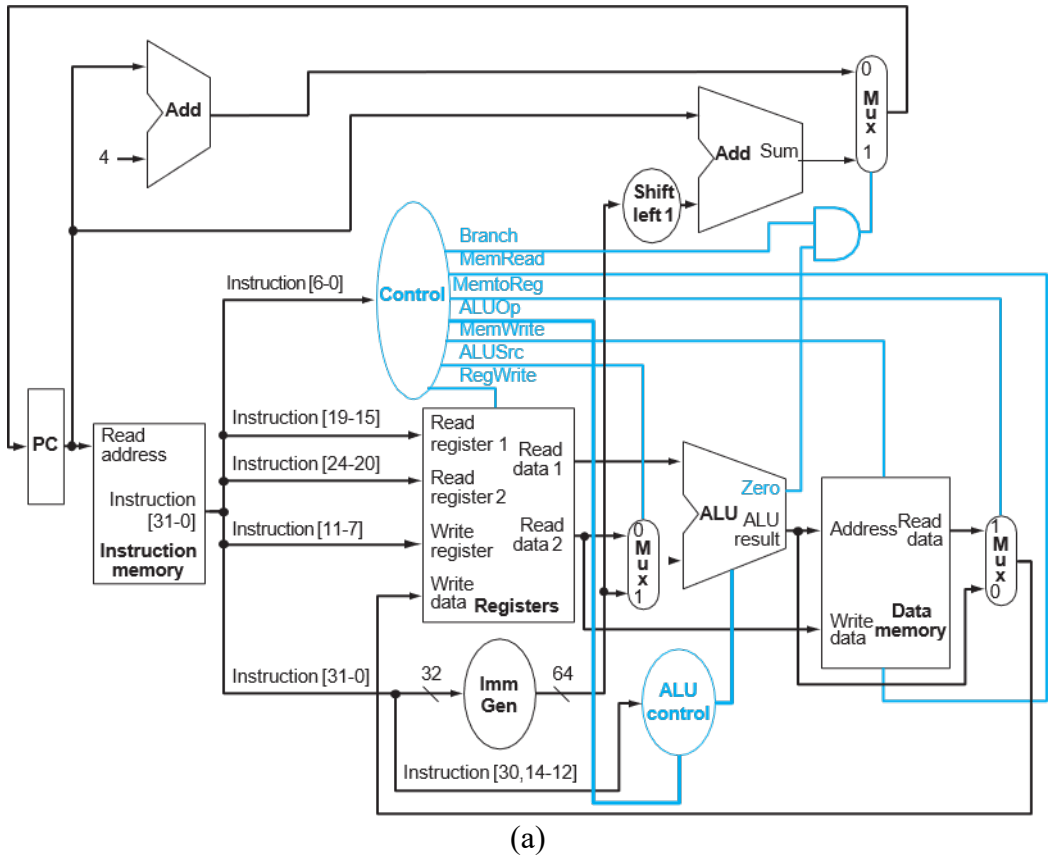 Add
4
0
Mux
1
Add Sum
Shift
left 1
Branch
MemRead
Instruction [6-0]
Control
MemtoReg
ALUOp
MemWrite
ALUSrc
RegWrite
PC
Read
address
Instruction
[31-0]
Instruction
memory
Instruction [19-15]
Instruction [24-20]
Instruction [11-7]
Read
register 1
Read
register 2
Write
register
Write
data
Read
data 1
Read
data 2
Registers
0
Mux
1
Zero
ALU
ALU
result
Address
Read
data
Write
data
Data
memory
1
Mux
0
Instruction [31-0]
32
Imm
Gen
64
ALU
control
Instruction [30,14-12]
(a)